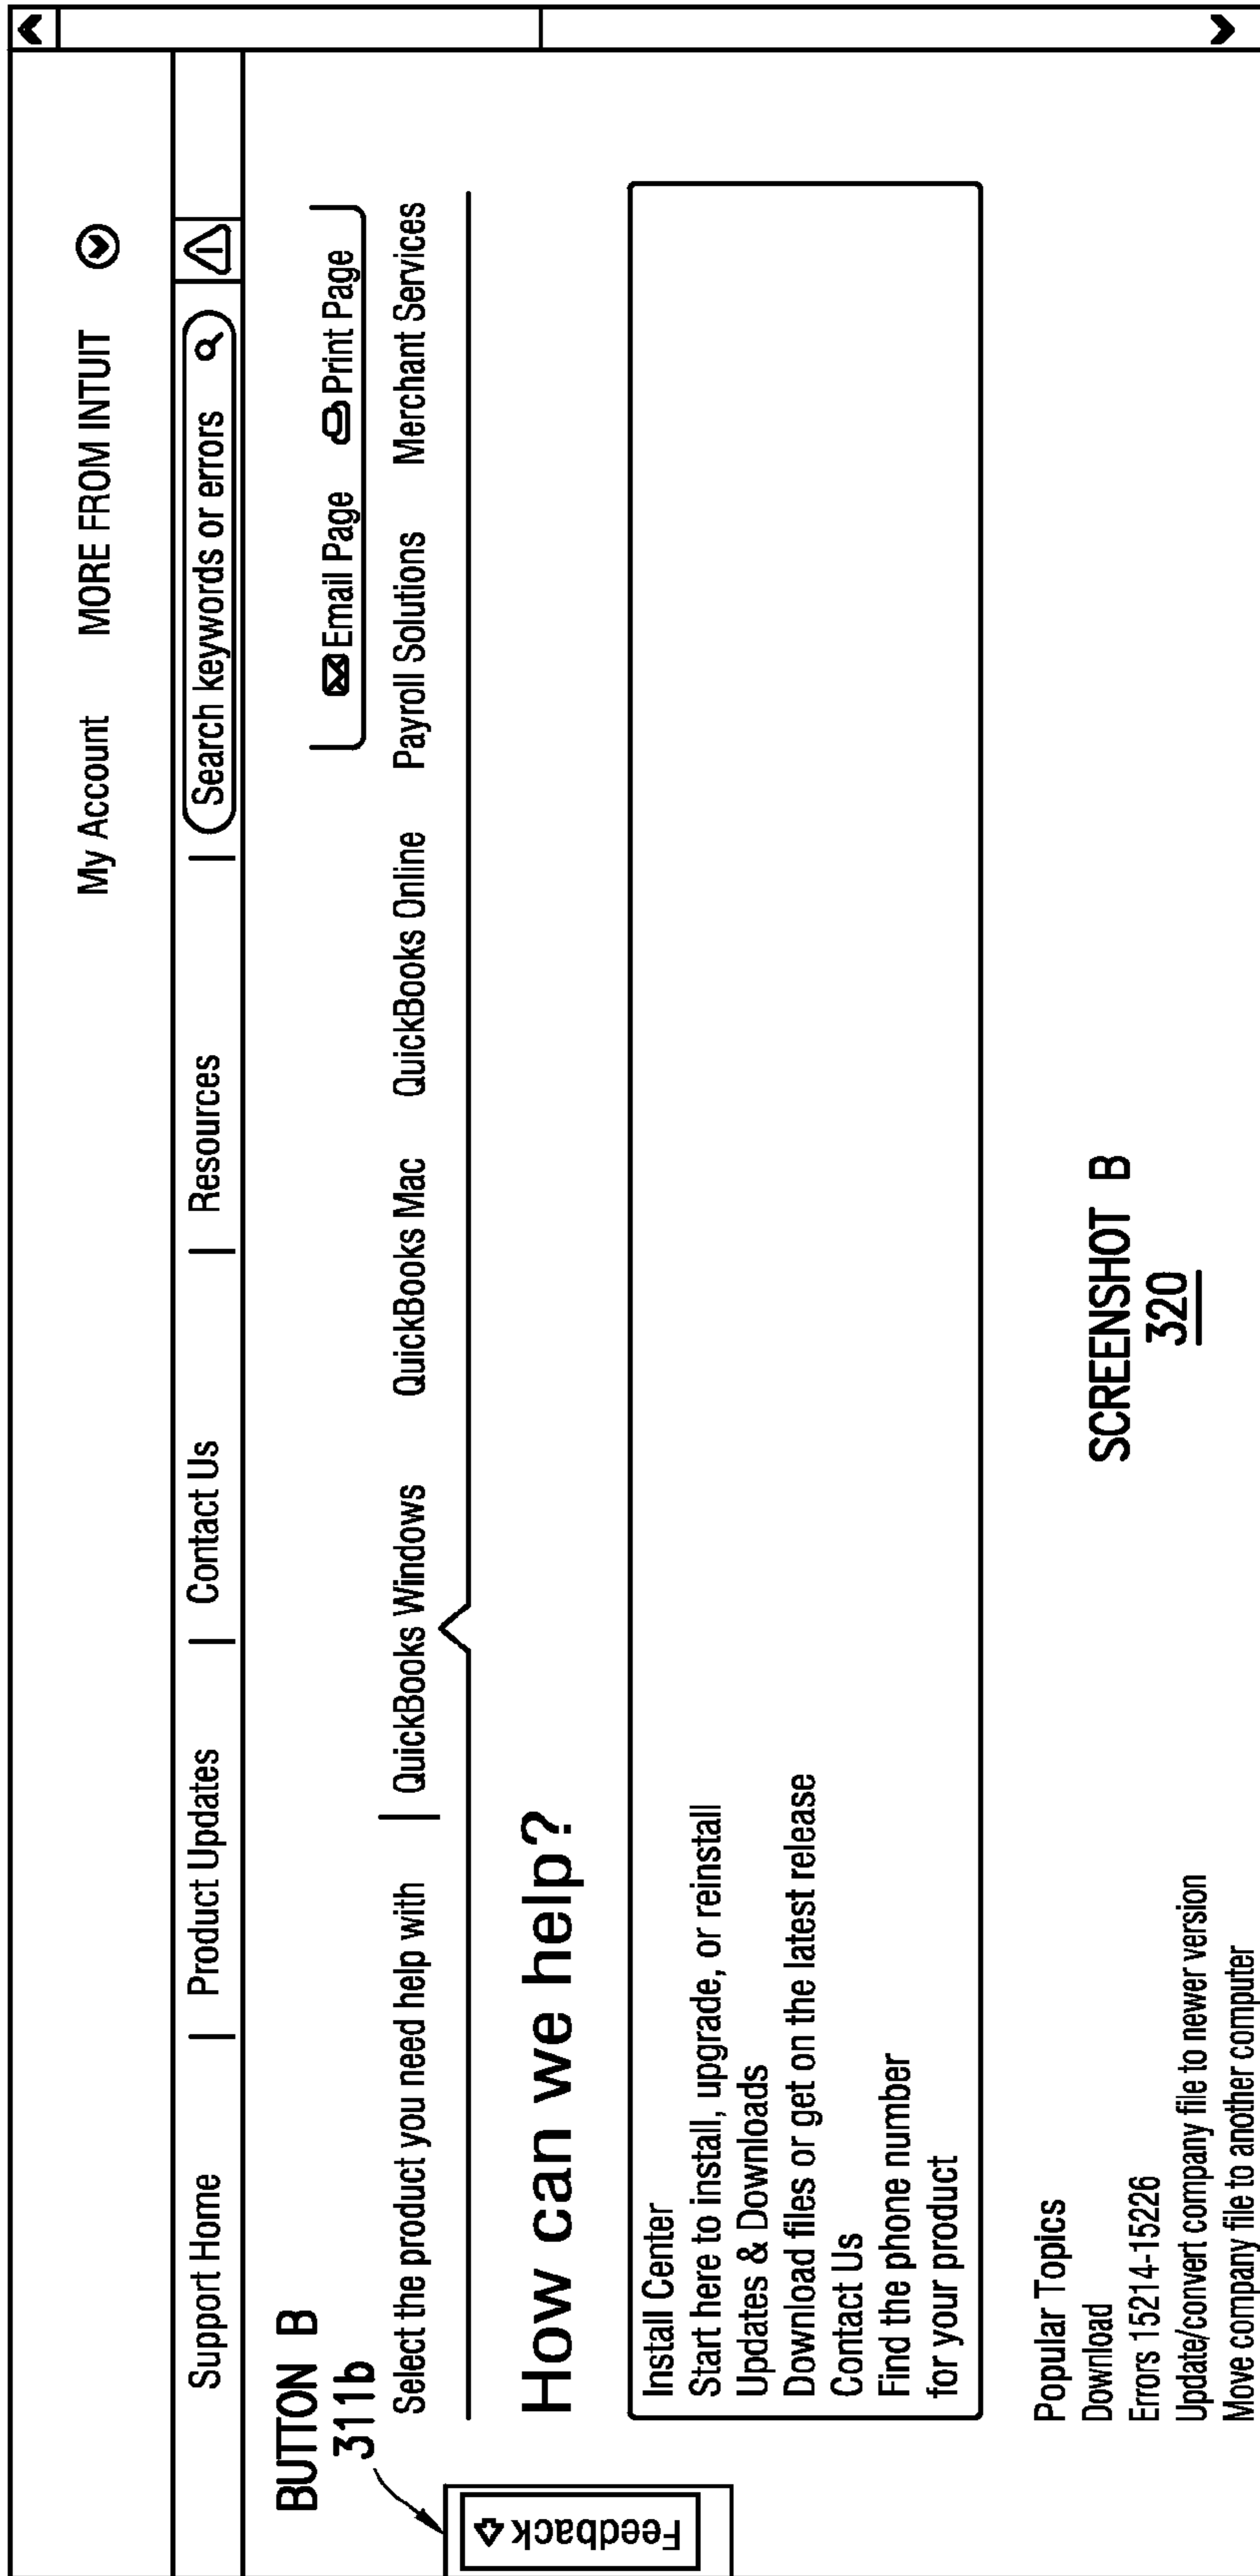 My Account MORE FROM INTUIT
Support Home | Product Updates | Contact Us | Resources | Search keywords or errors
BUTTON B
311b
Email Page Print Page
Select the product you need help with | QuickBooks Windows QuickBooks Mac QuickBooks Online Payroll Solutions Merchant Services
Feedback
How can we help?
Install Center
Start here to install, upgrade, or reinstall
Updates & Downloads
Download files or get on the latest release
Contact Us
Find the phone number
for your product
Popular Topics
Download
Errors 15214-15226
Update/convert company file to newer version
Move company file to another computer
SCREENSHOT B
320